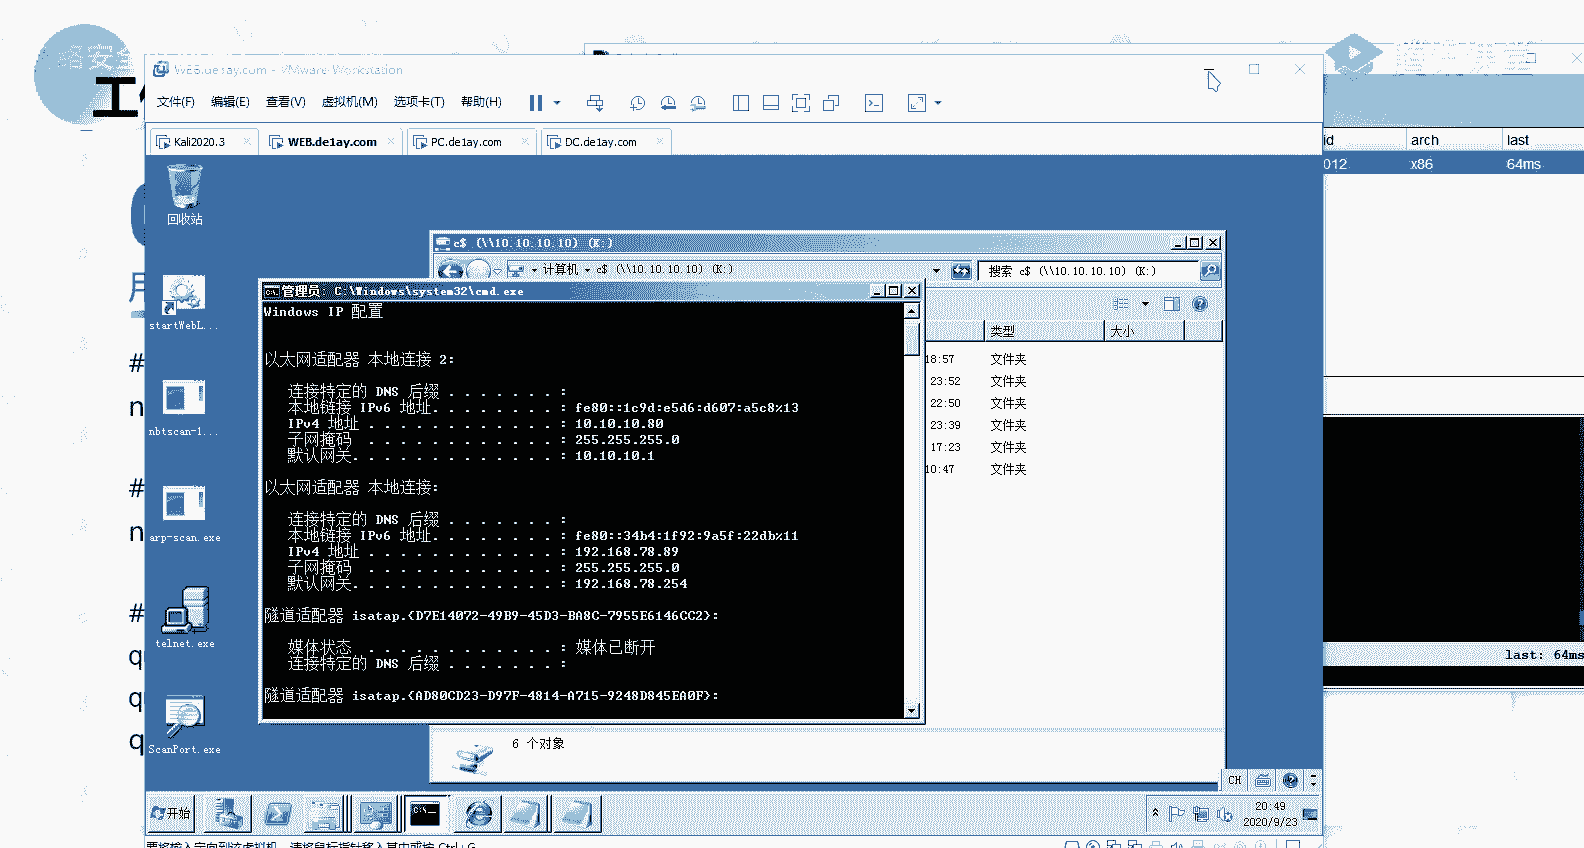 WEB.de1ay.com - VMware Workstation
文件(F) 编辑(E) 查看(V) 虚拟机(M) 选项卡(T) 帮助(H)
Kali2020.3 WEB.de1ay.com PC.de1ay.com DC.de1ay.com
id arch last
012 x86 64ms
回收站
startWebL...
nbtscan-1...
arp-scan.exe
telnet.exe
ScanPort.exe
c$ (\\10.10.10.10) (K:)
计算机 c$ (\\10.10.10.10) (K:)
搜索 c$ (\\10.10.10.10) (K:)
类型 大小
18:57 文件夹
23:52 文件夹
22:50 文件夹
23:39 文件夹
17:23 文件夹
10:47 文件夹
6 个对象
管理员: C:\Windows\system32\cmd.exe
Windows IP 配置
以太网适配器 本地连接 2:
连接特定的 DNS 后缀 . . . . . . . :
本地链接 IPv6 地址. . . . . . . . : fe80::1c9d:e5d6:d607:a5c8%13
IPv4 地址 . . . . . . . . . . . . : 10.10.10.80
子网掩码 . . . . . . . . . . . . : 255.255.255.0
默认网关. . . . . . . . . . . . . : 10.10.10.1
以太网适配器 本地连接:
连接特定的 DNS 后缀 . . . . . . . :
本地链接 IPv6 地址. . . . . . . . : fe80::34b4:1f92:9a5f:22db%11
IPv4 地址 . . . . . . . . . . . . : 192.168.78.89
子网掩码 . . . . . . . . . . . . : 255.255.255.0
默认网关. . . . . . . . . . . . . : 192.168.78.254
隧道适配器 isatap.{D7E14072-49B9-45D3-BA8C-7955E6146CC2}:
媒体状态 . . . . . . . . . . . . : 媒体已断开
连接特定的 DNS 后缀 . . . . . . . :
隧道适配器 isatap.{AD80CD23-D97F-4814-A715-9248D845EA0F}:
last: 64ms
CH
开始
20:49
2020/9/23